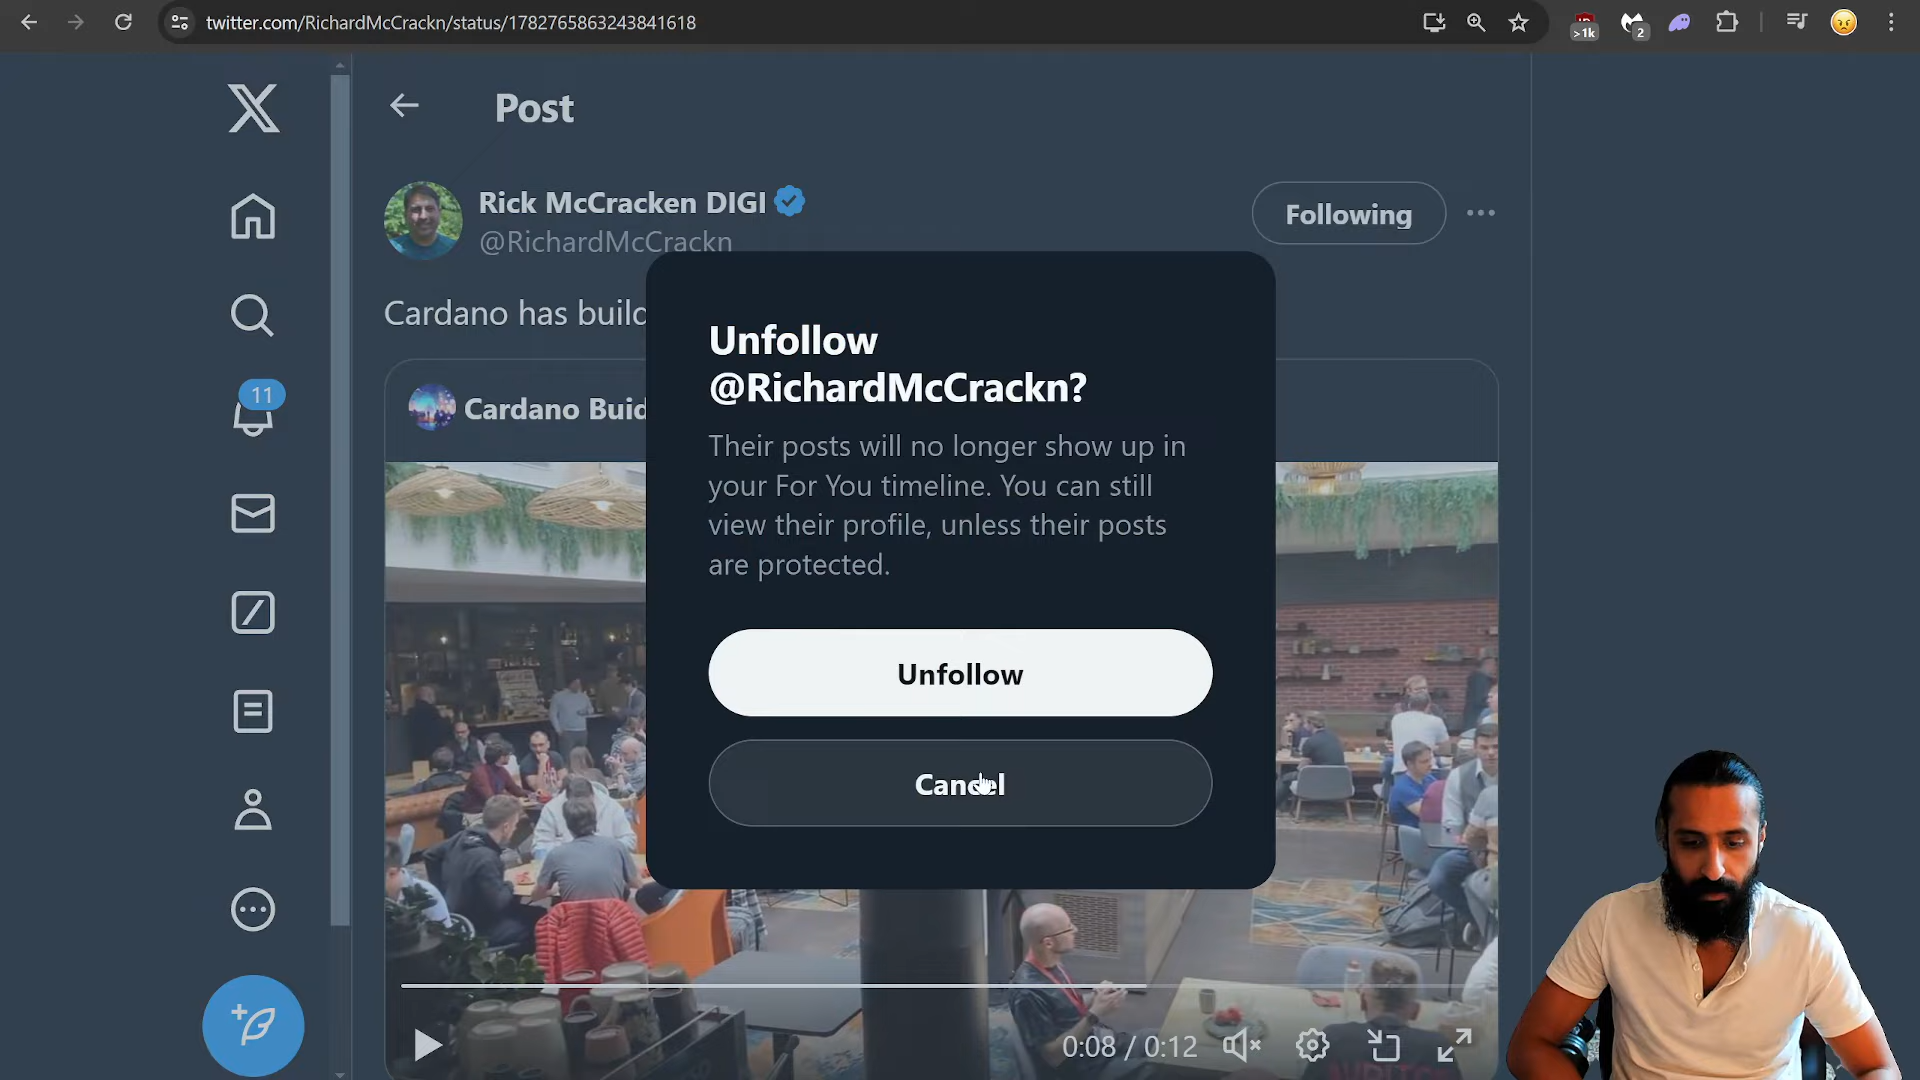 twitter.com/RichardMcCrackn/status/1782765863243841618
>1k
2
Post
Rick McCracken DIGI
@RichardMcCrackn
Following
Cardano has build
11
Cardano Buid
Unfollow
@RichardMcCrackn?
Their posts will no longer show up in
your For You timeline. You can still
view their profile, unless their posts
are protected.
Unfollow
Cancel
0:08 / 0:12